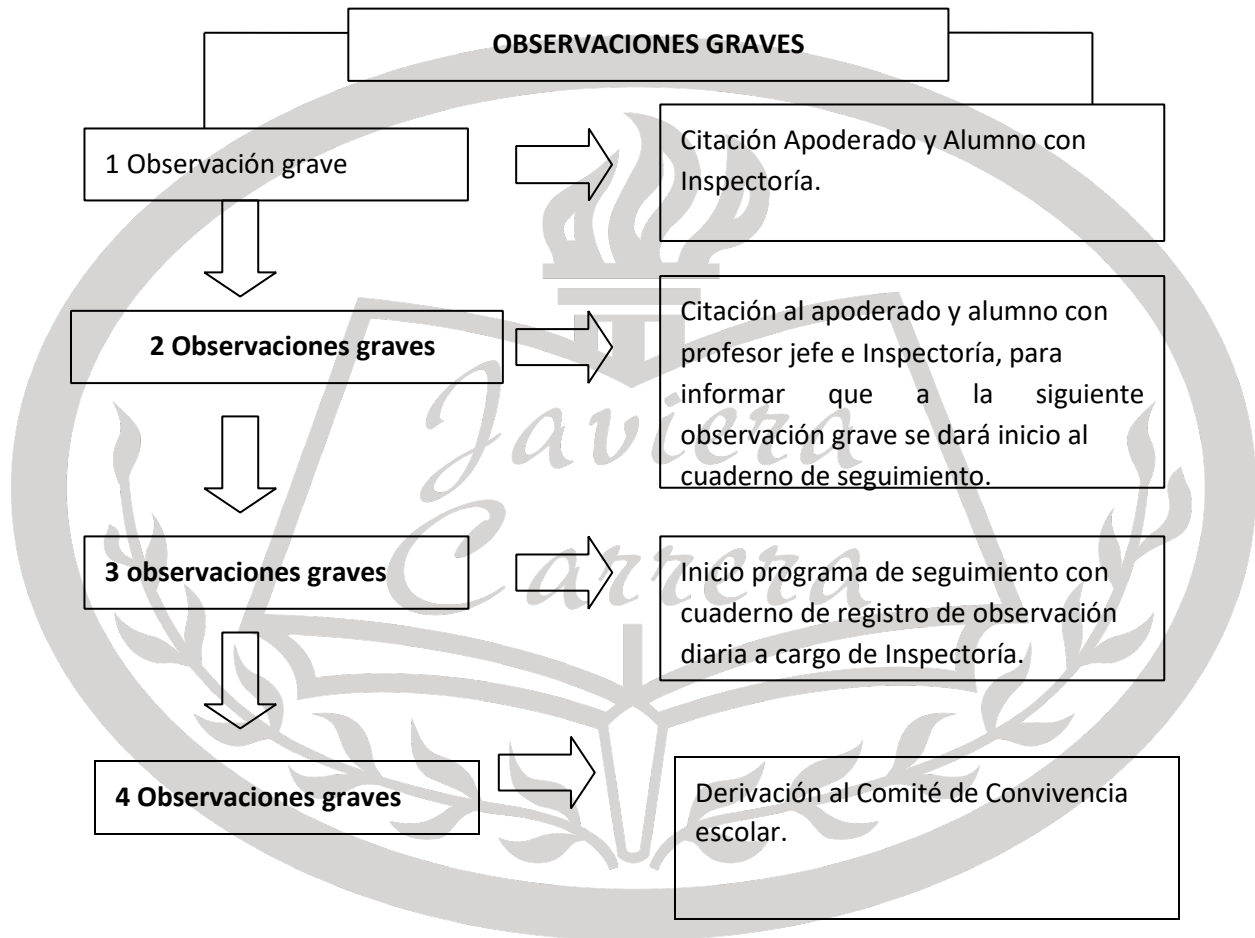 OBSERVACIONES GRAVES
1 Observación grave
Citación Apoderado y Alumno con
Inspectoría.
2 Observaciones graves
Citación al apoderado y alumno con
profesor jefe e Inspectoría, para
informar que a la siguiente
observación grave se dará inicio al
cuaderno de seguimiento.
3 observaciones graves
Inicio programa de seguimiento con
cuaderno de registro de observación
diaria a cargo de Inspectoría.
4 Observaciones graves
Derivación al Comité de Convivencia
escolar.
Javiera
Carrera